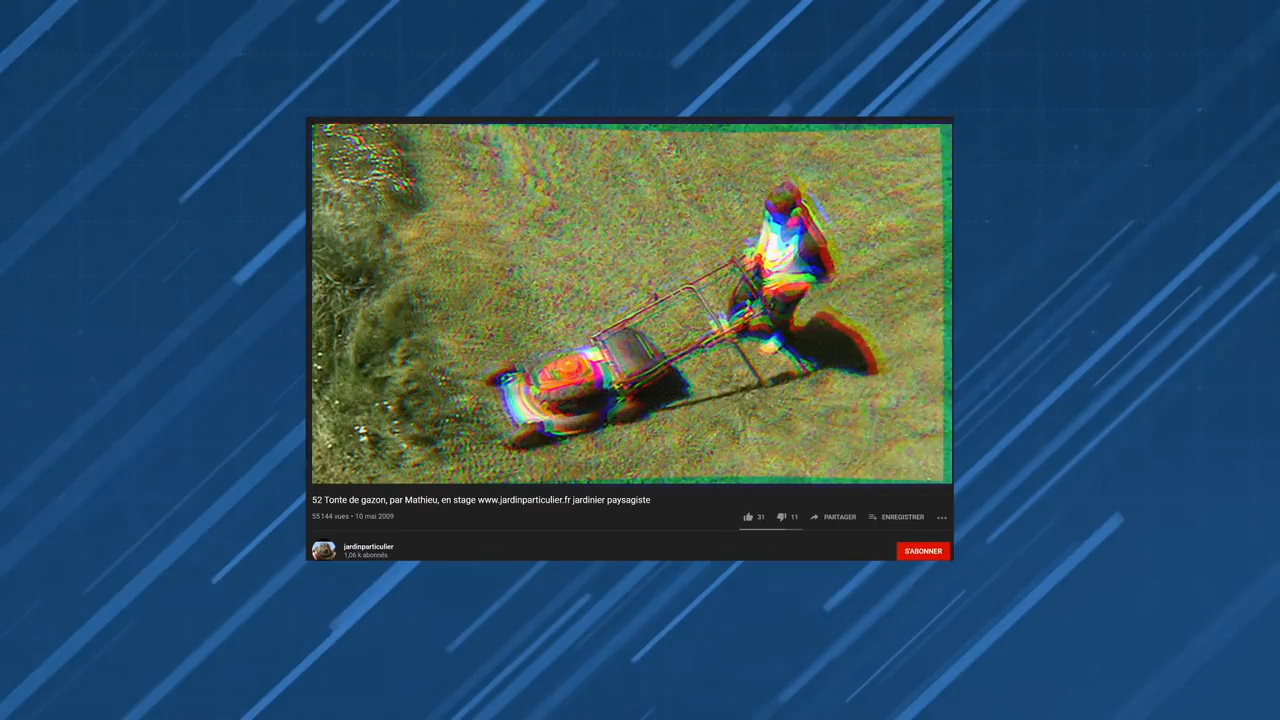 52 Tonte de gazon, par Mathieu, en stage www.jardinparticulier.fr jardinier paysagiste
55 144 vues • 10 mai 2009
31
11
PARTAGER
ENREGISTRER
jardinparticulier
1,06 k abonnés
S'ABONNER